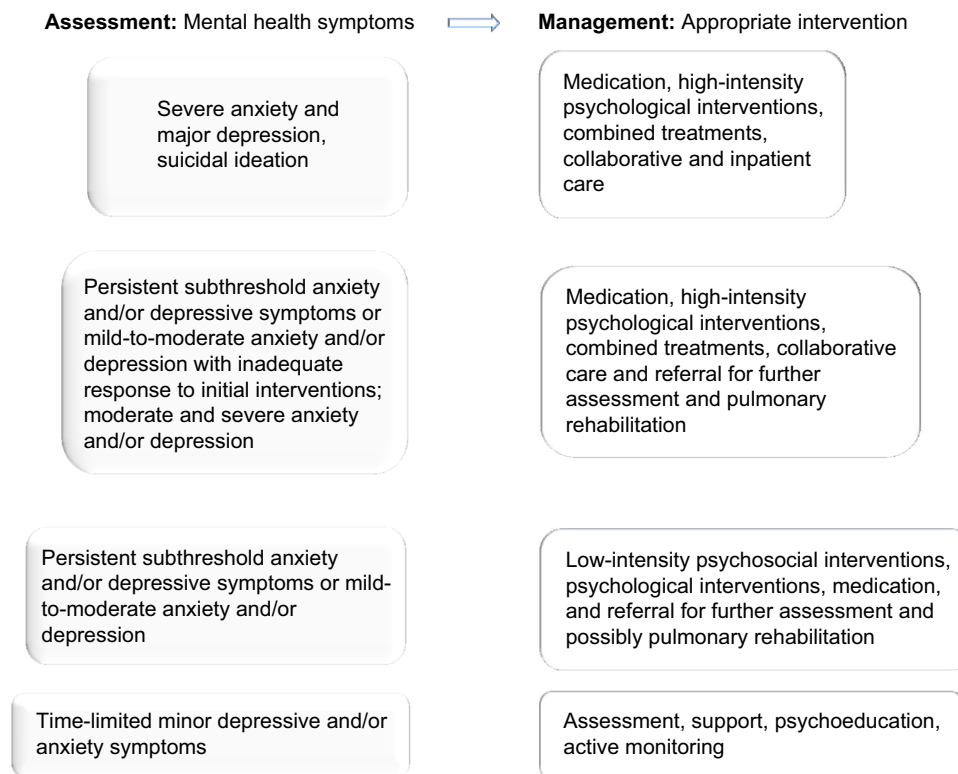 Assessment: Mental health symptoms
Management: Appropriate intervention
Severe anxiety and
major depression,
suicidal ideation
Medication, high-intensity
psychological interventions,
combined treatments,
collaborative and inpatient
care
Persistent subthreshold anxiety
and/or depressive symptoms or
mild-to-moderate anxiety and/or
depression with inadequate
response to initial interventions;
moderate and severe anxiety
and/or depression
Medication, high-intensity
psychological interventions,
combined treatments, collaborative
care and referral for further
assessment and pulmonary
rehabilitation
Persistent subthreshold anxiety
and/or depressive symptoms or mild-
to-moderate anxiety and/or
depression
Low-intensity psychosocial interventions,
psychological interventions, medication,
and referral for further assessment and
possibly pulmonary rehabilitation
Time-limited minor depressive and/or
anxiety symptoms
Assessment, support, psychoeducation,
active monitoring